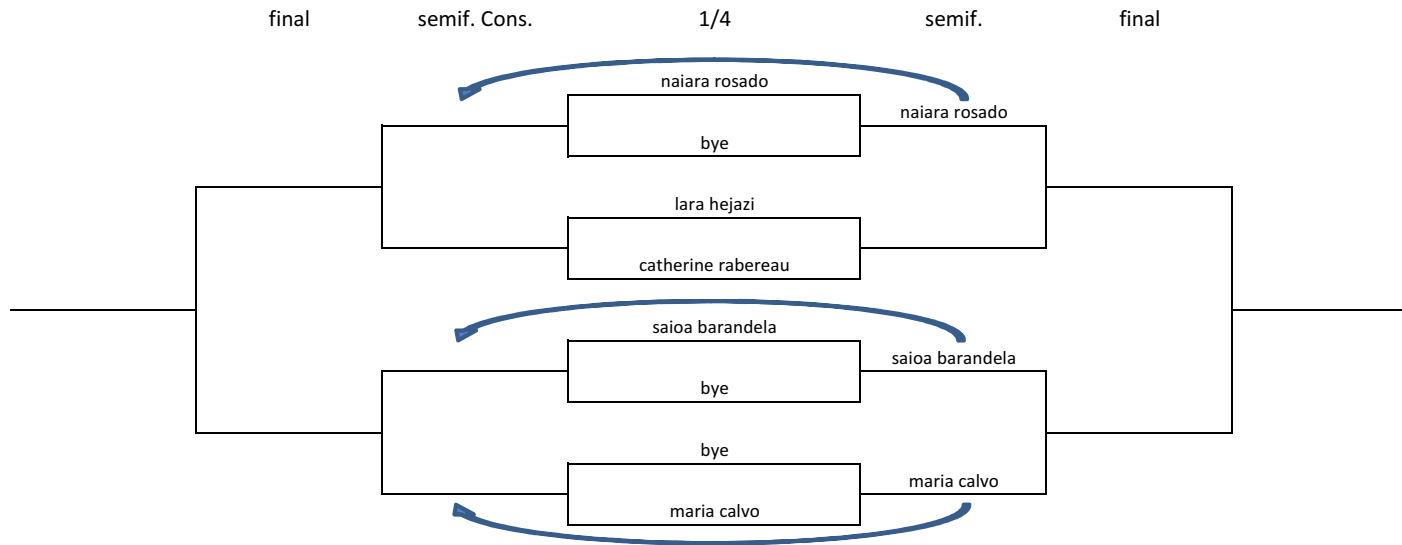 final semif. Cons. 1/4 semif. final
naiara rosado
naiara rosado
bye
lara hejazi
catherine rabereau
saioa barandela
saioa barandela
bye
bye
maria calvo
maria calvo